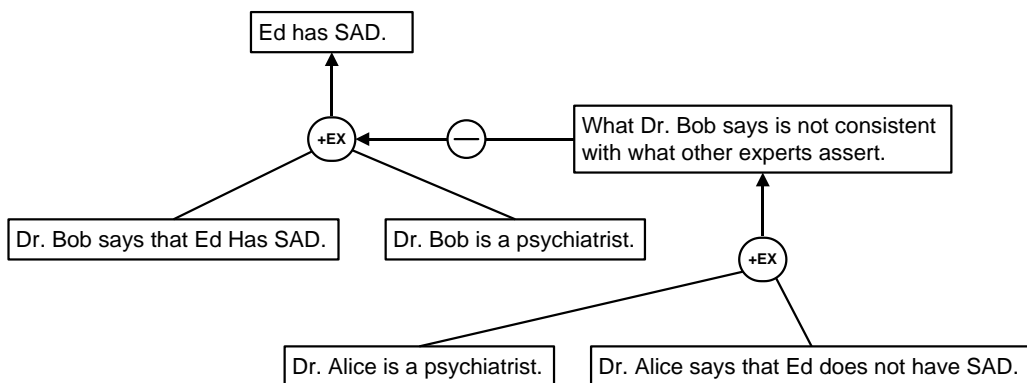 Ed has SAD.
+EX
—
What Dr. Bob says is not consistent
with what other experts assert.
Dr. Bob says that Ed Has SAD.
Dr. Bob is a psychiatrist.
+EX
Dr. Alice is a psychiatrist.
Dr. Alice says that Ed does not have SAD.